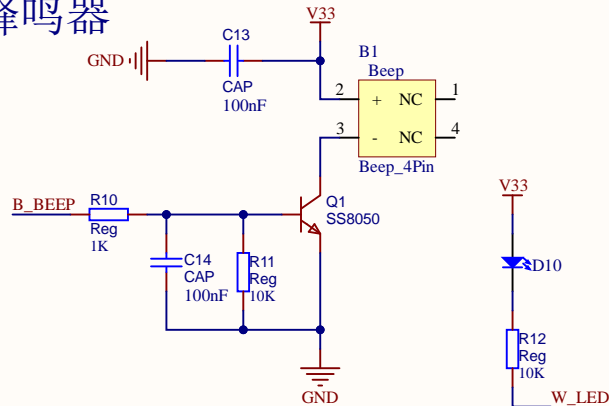 蜂鸣器
V33
C13
GND
CAP
100nF
B1
Beep
2
+
NC
1
3
-
NC
4
Beep_4Pin
B_BEEP
R10
Reg
1K
Q1
SS8050
C14
CAP
100nF
R11
Reg
10K
GND
V33
D10
R12
Reg
10K
W_LED